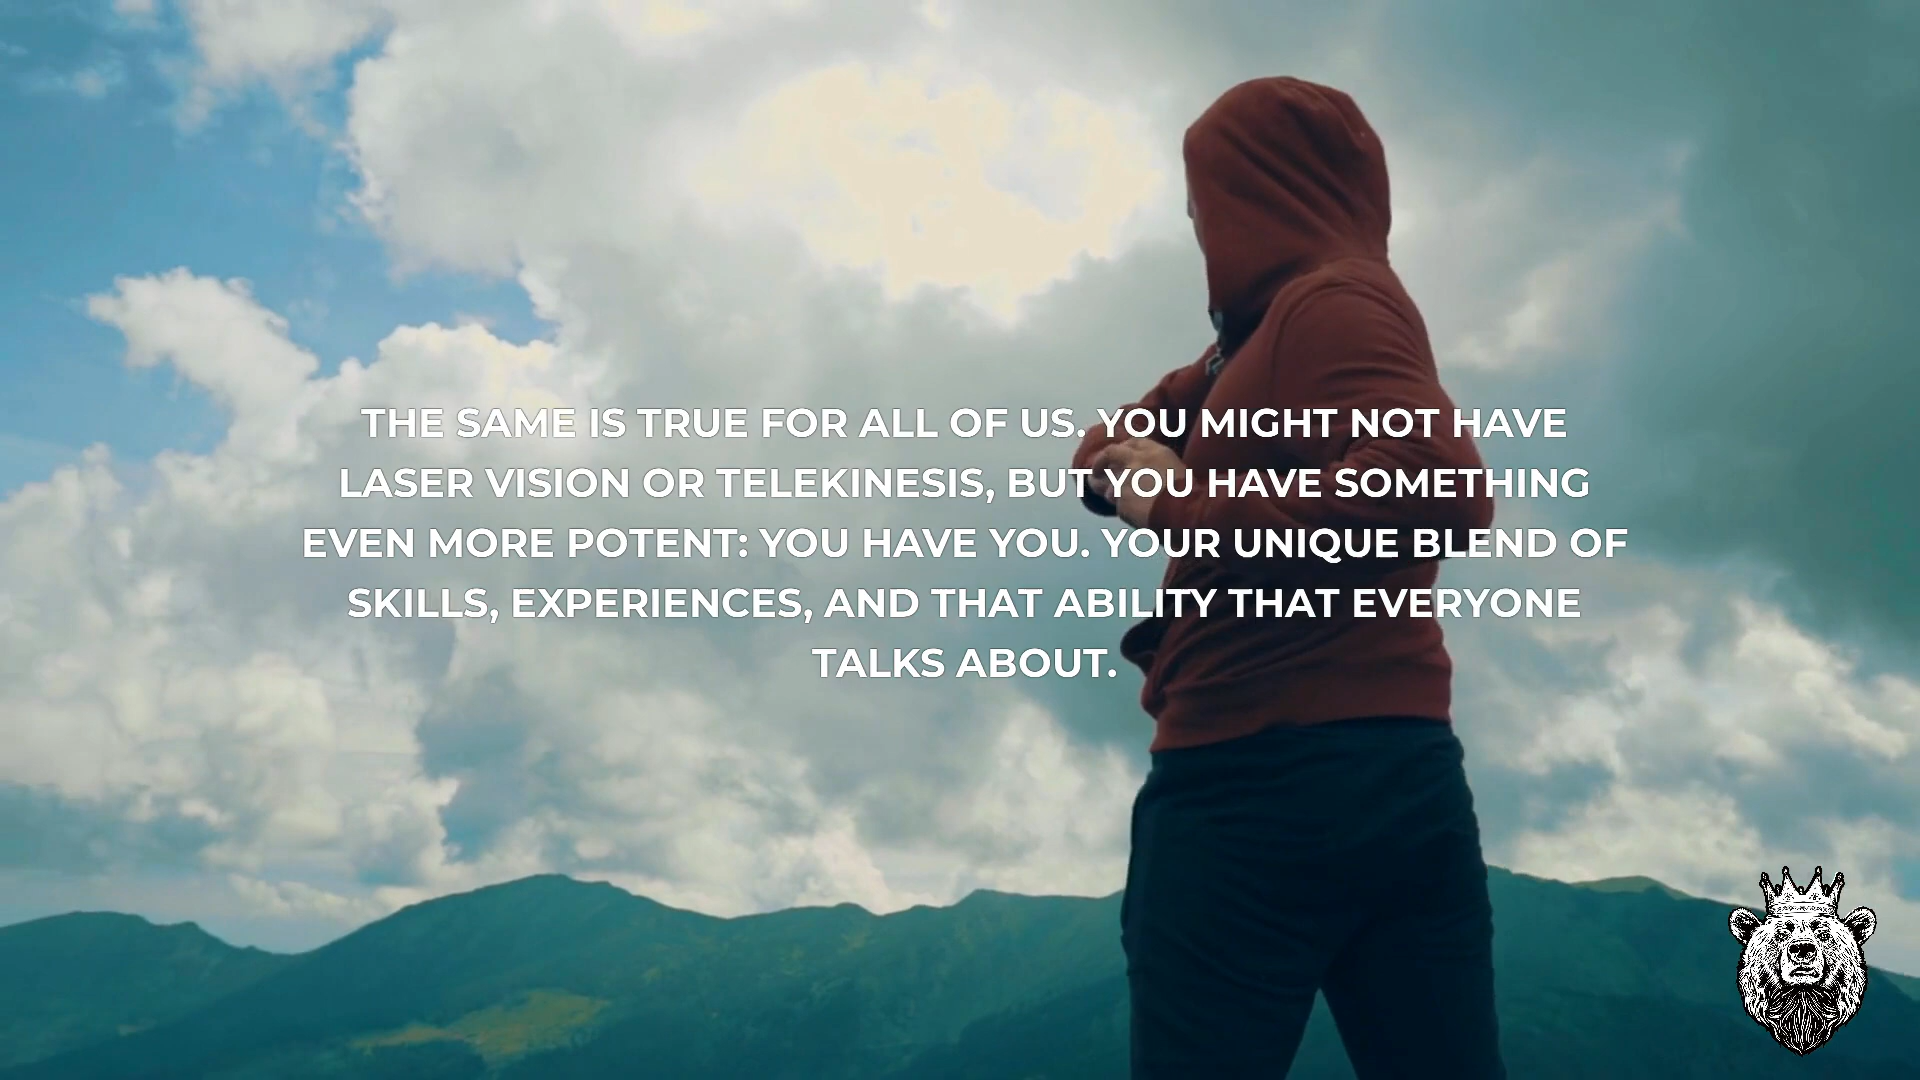 THE SAME IS TRUE FOR ALL OF US. YOU MIGHT NOT HAVE
LASER VISION OR TELEKINESIS, BUT YOU HAVE SOMETHING
EVEN MORE POTENT: YOU HAVE YOU. YOUR UNIQUE BLEND OF
SKILLS, EXPERIENCES, AND THAT ABILITY THAT EVERYONE
TALKS ABOUT.